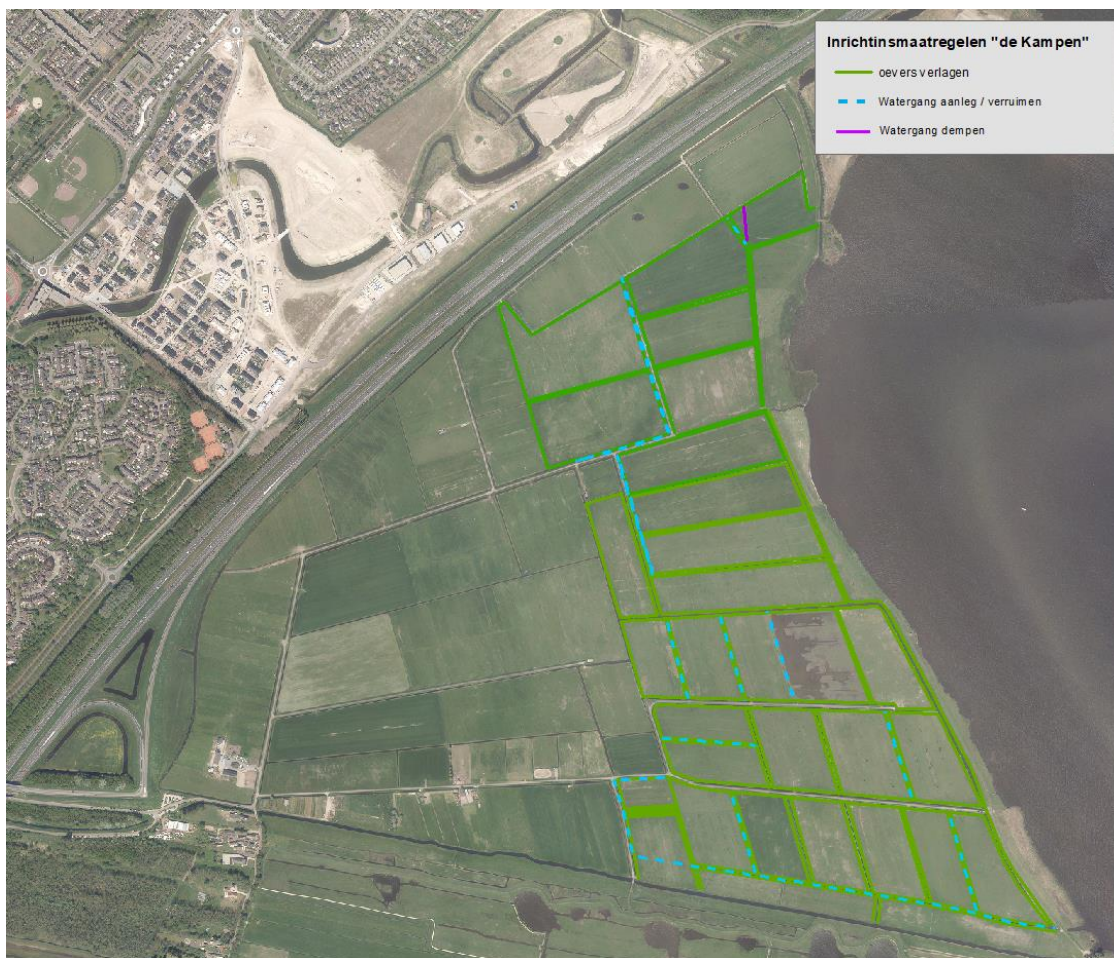 Inrichtinsmaatregelen "de Kampen"
oevers verlagen
Watergang aanleg / verruimen
Watergang dempen